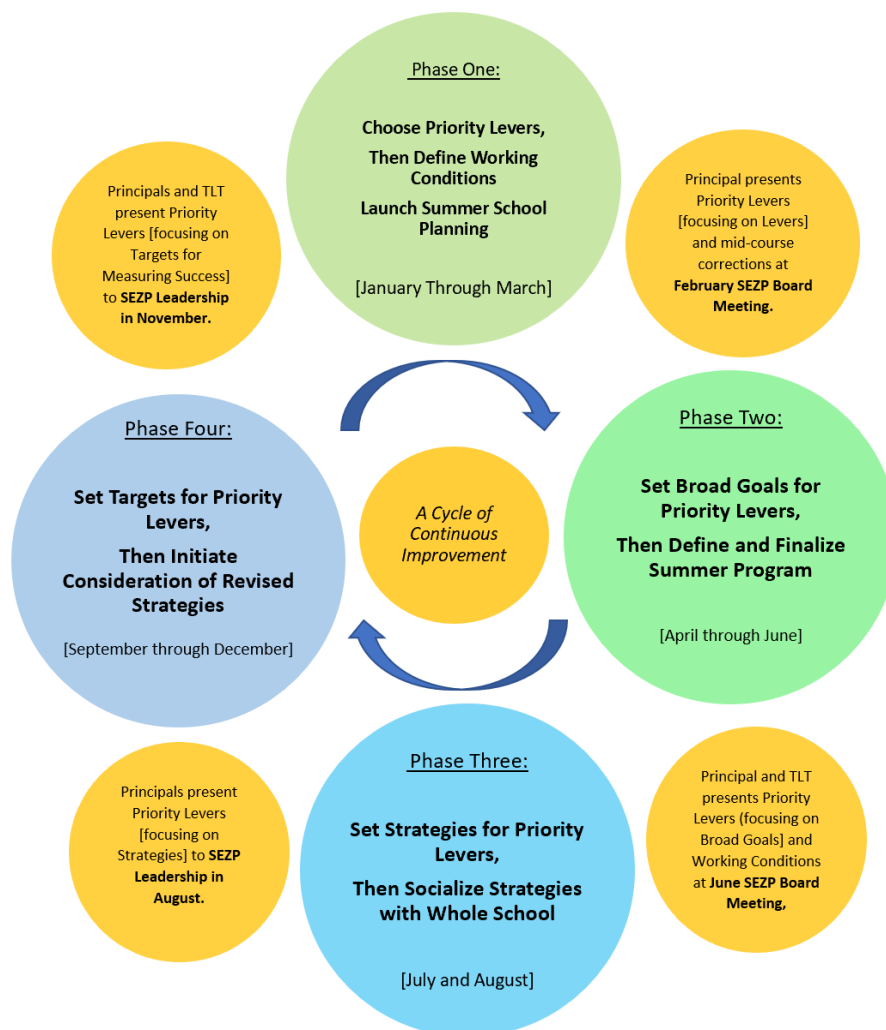 Phase One:
Choose Priority Levers,
Then Define Working
Conditions
Launch Summer School
Planning
[January Through March]
Principal presents
Priority Levers
[focusing on Levers]
and mid-course
corrections at
February SEZP Board
Meeting.
Phase Two:
Set Broad Goals for
Priority Levers,
Then Define and Finalize
Summer Program
[April through June]
Principal and TLT
presents Priority
Levers (focusing on
Broad Goals] and
Working Conditions
at June SEZP Board
Meeting,
Phase Three:
Set Strategies for Priority
Levers,
Then Socialize Strategies
with Whole School
[July and August]
Principals present
Priority Levers
[focusing on
Strategies] to SEZP
Leadership in
August.
Phase Four:
Set Targets for Priority
Levers,
Then Initiate
Consideration of Revised
Strategies
[September through December]
Principals and TLT
present Priority
Levers [focusing on
Targets for
Measuring Success]
to SEZP Leadership
in November.
A Cycle of
Continuous
Improvement